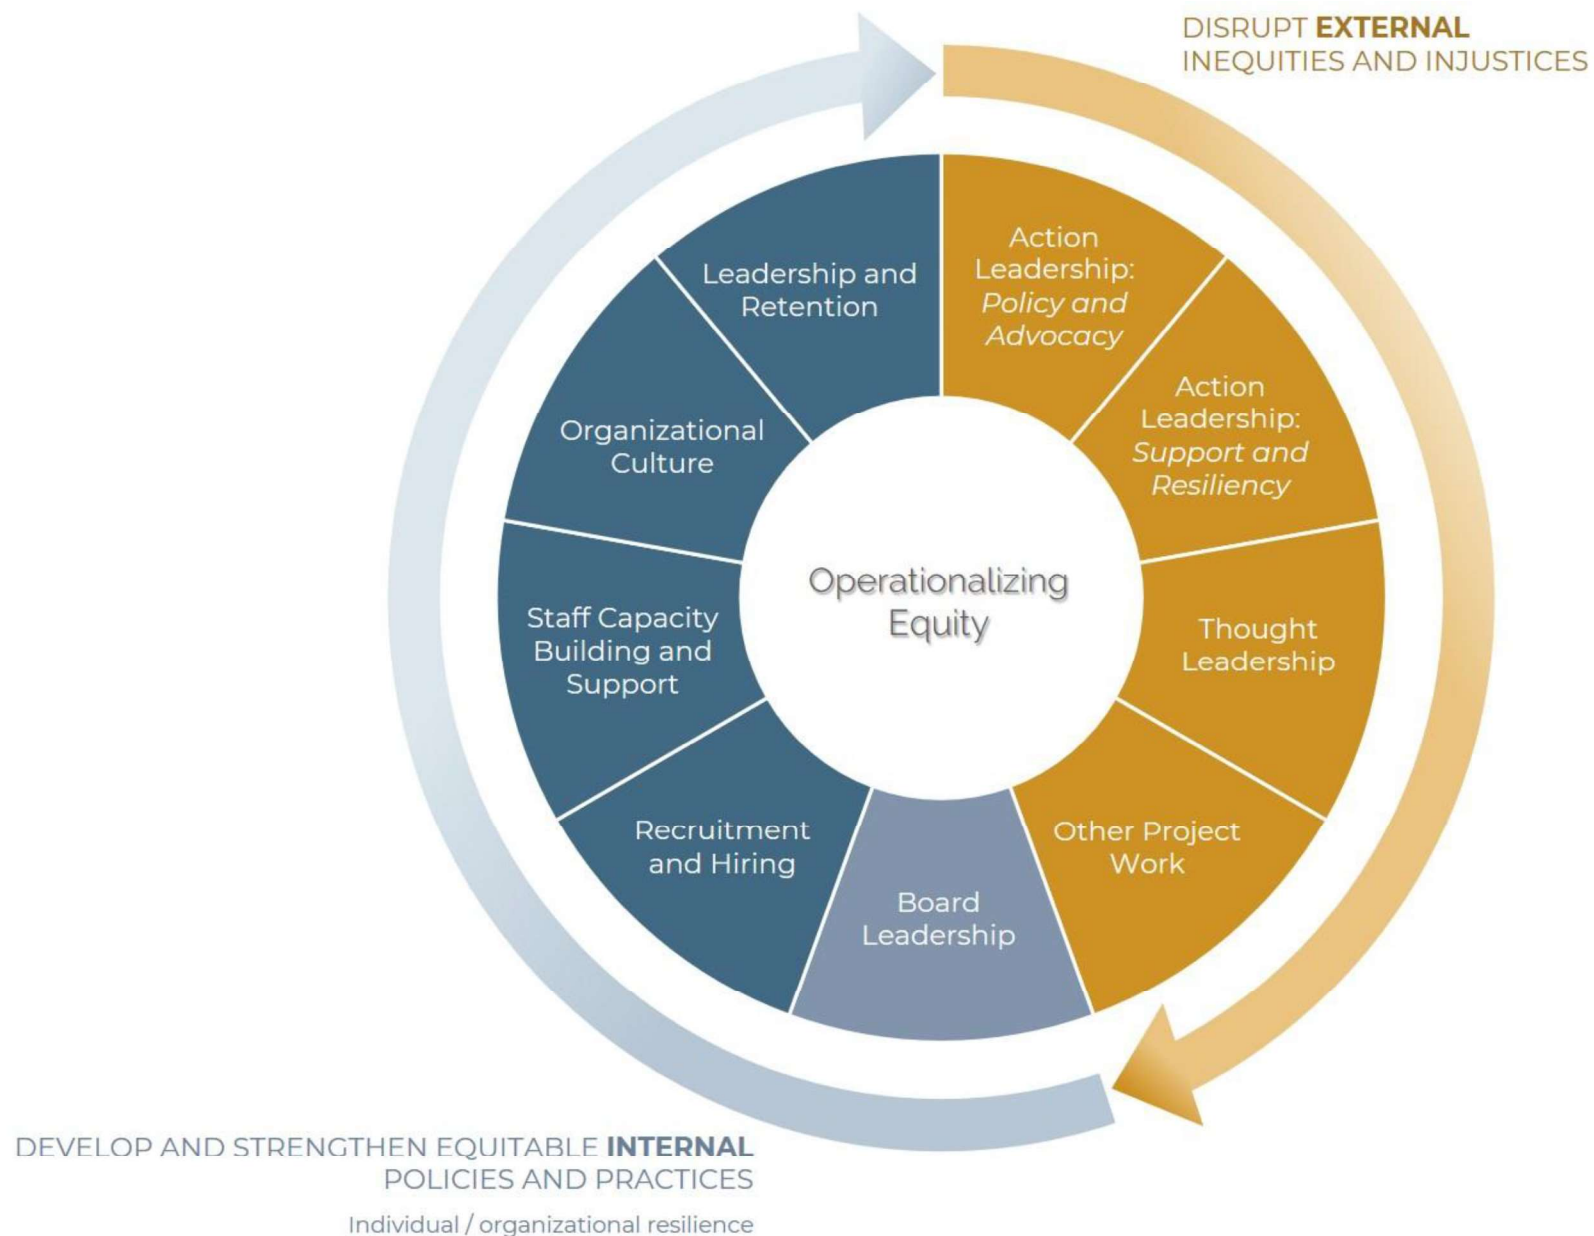 DISRUPT EXTERNAL
INEQUITIES AND INJUSTICES
Action
Leadership:
Policy and
Advocacy
Action
Leadership:
Support and
Resiliency
Thought
Leadership
Other Project
Work
Board
Leadership
Recruitment
and Hiring
Staff Capacity
Building and
Support
Organizational
Culture
Leadership and
Retention
Operationalizing
Equity
DEVELOP AND STRENGTHEN EQUITABLE INTERNAL
POLICIES AND PRACTICES
Individual / organizational resilience